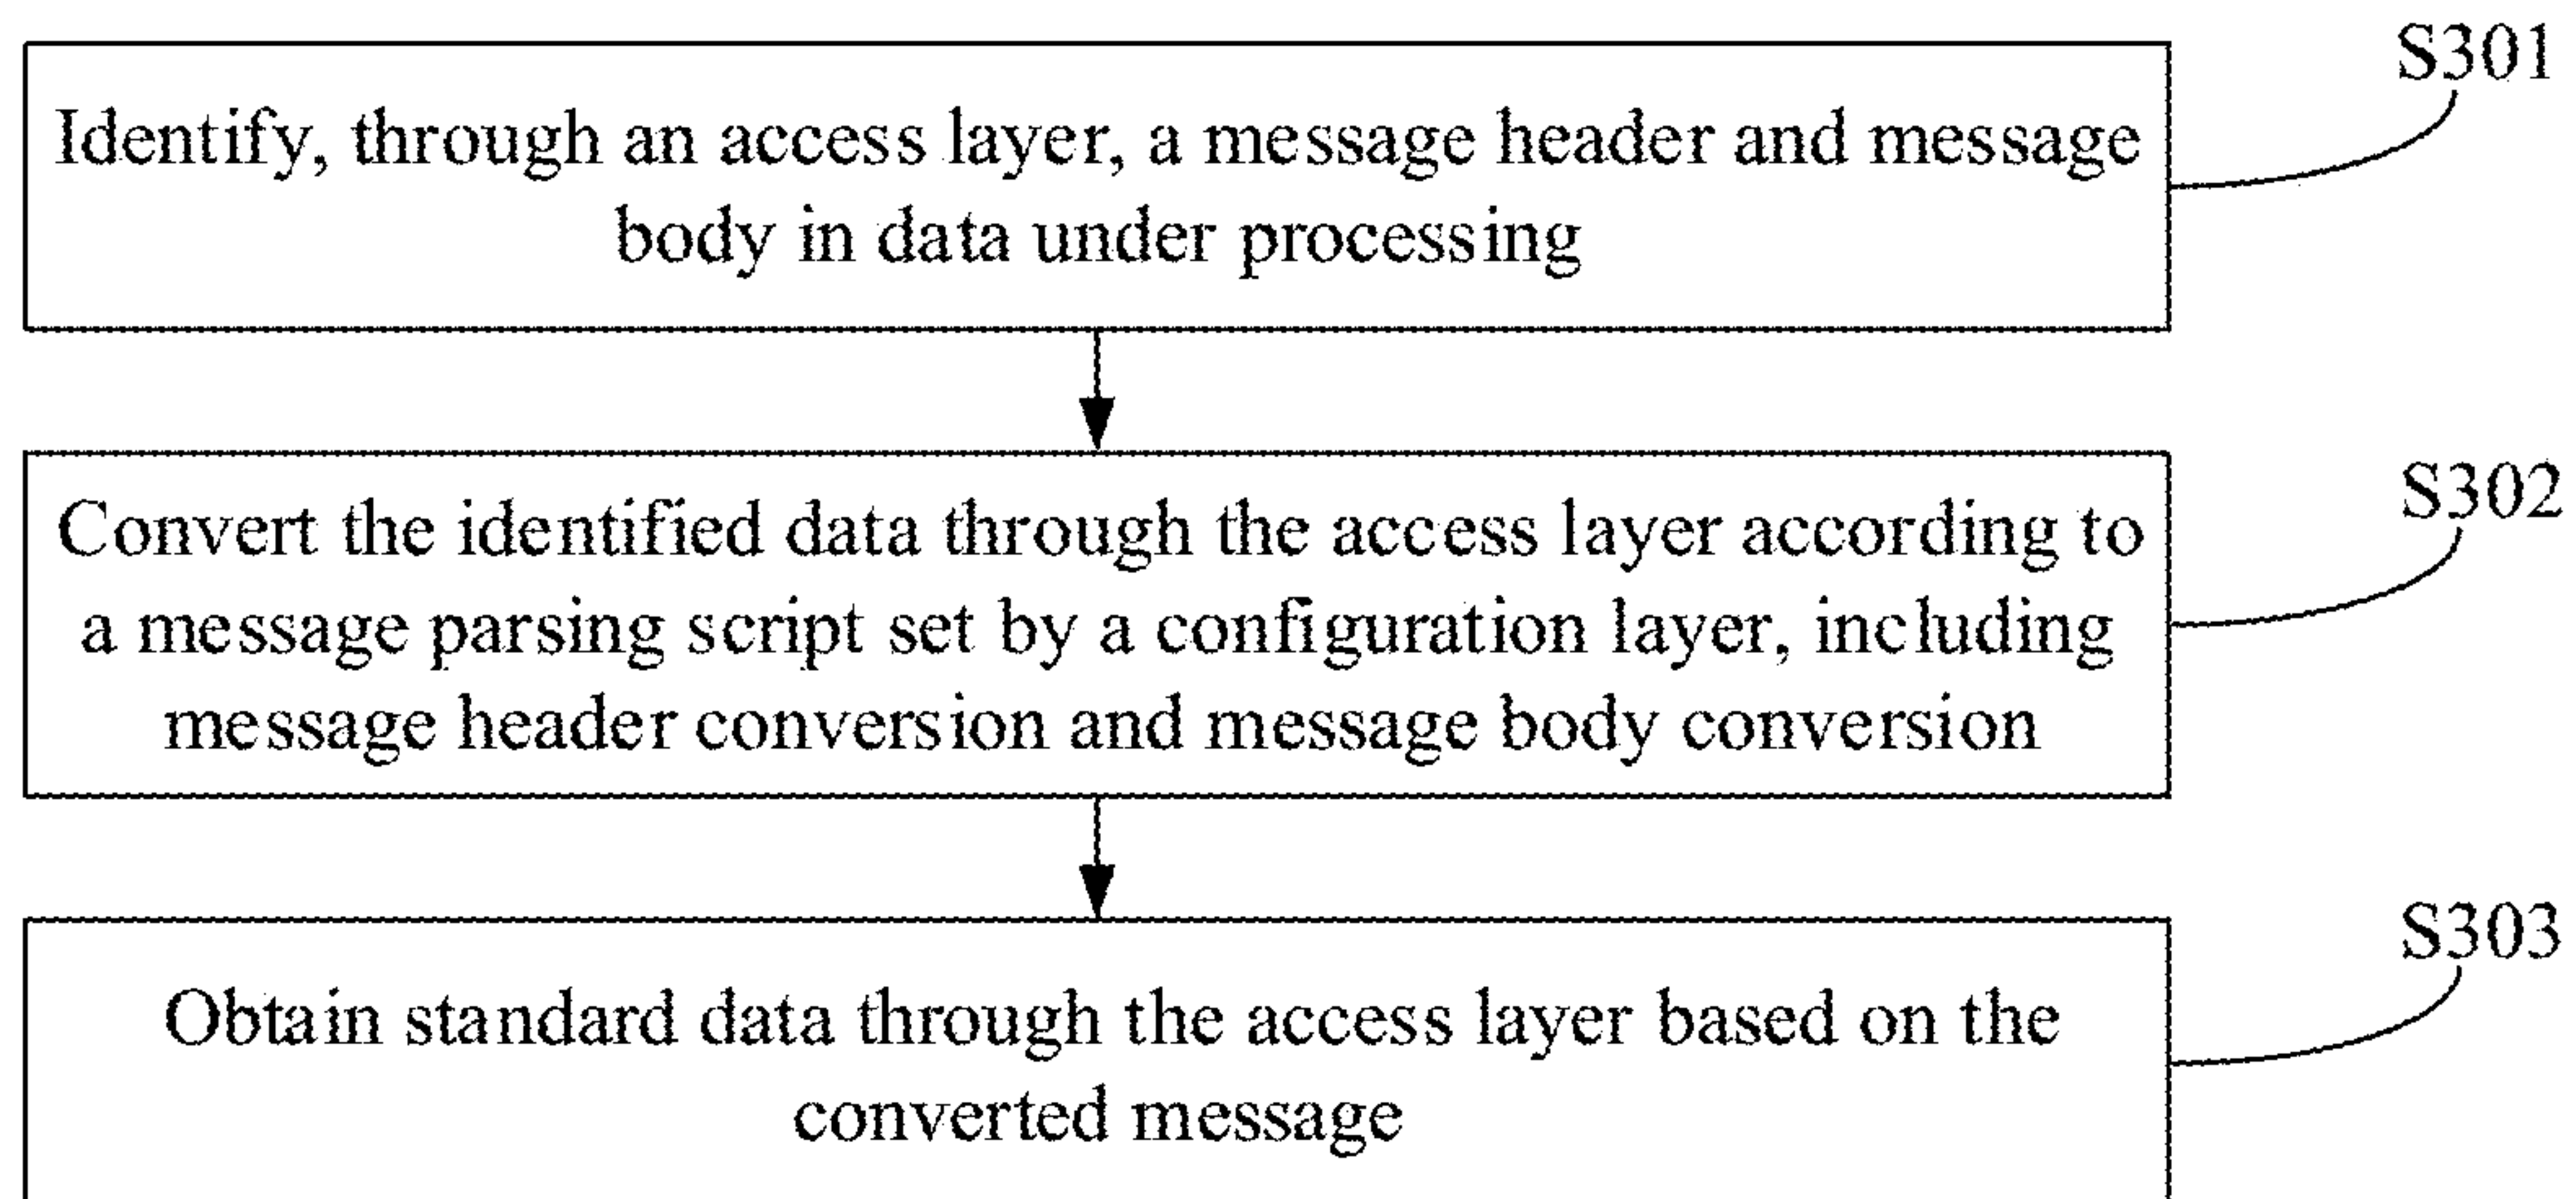 S301
Identify, through an access layer, a message header and message
body in data under processing
S302
Convert the identified data through the access layer according to
a message parsing script set by a configuration layer, including
message header conversion and message body conversion
S303
Obtain standard data through the access layer based on the
converted message